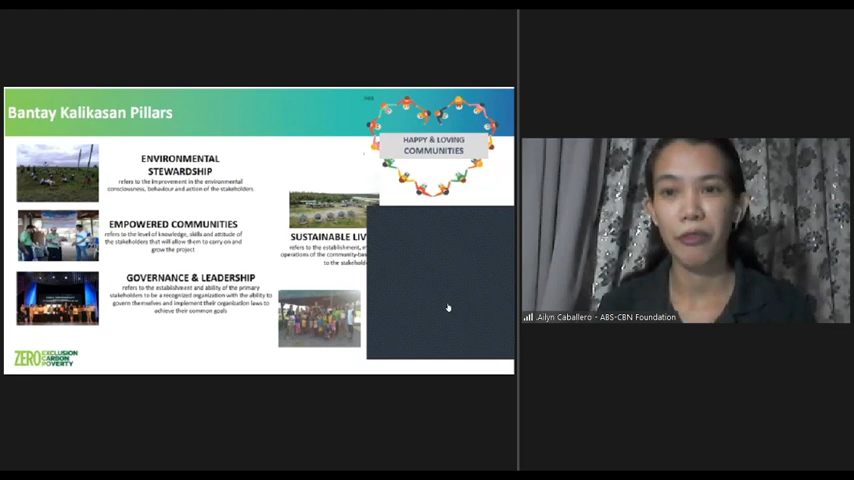 Bantay Kalikasan Pillars
HAPPY & LOVING
COMMUNITIES
ENVIRONMENTAL
STEWARDSHIP
refers to the improvement in the environmental
consciousness, behaviour and action of the stakeholders
EMPOWERED COMMUNITIES
refers to the level of knowledge, skills and attitude of
the stakeholders that will allow them to carry on and
grow the project
GOVERNANCE & LEADERSHIP
refers to the establishment and ability of the primary
stakeholders to be a recognized organization with the ability to
govern themselves and implement their organization laws to
achieve their common goals
SUSTAINABLE LIV
refers to the establishment,
operations of the community-ba
to the stakehold
ZERO EXCLUSION
CARBON
POVERTY
Ailyn Caballero - ABS-CBN Foundation